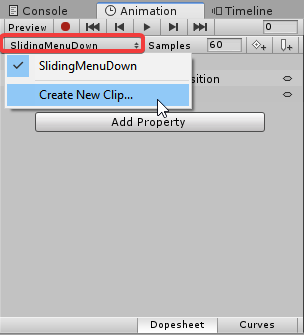 Console Animation Timeline
Preview 0
SlidingMenuDown Samples 60
SlidingMenuDown
sition
Create New Clip...
Add Property
Dopesheet Curves